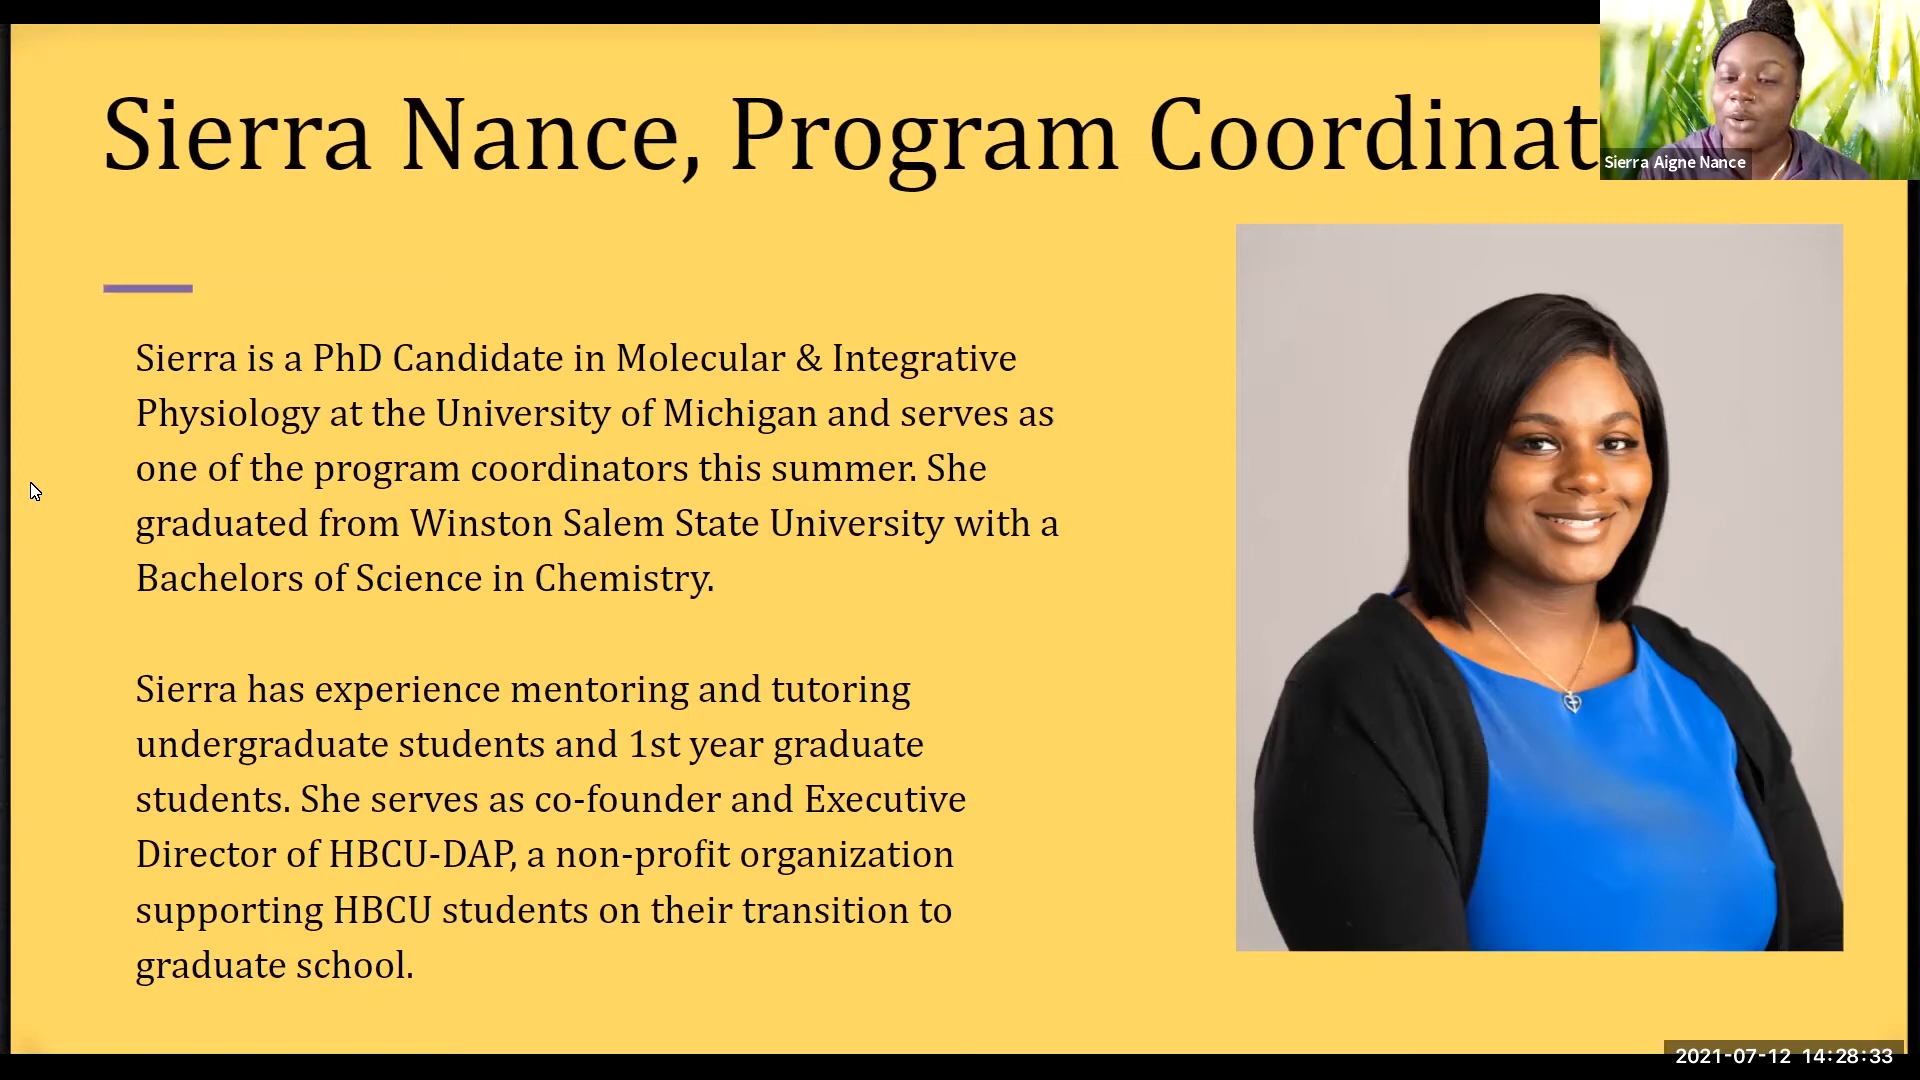 Sierra Nance, Program Coordinat
Sierra Aigne Nance
Sierra is a PhD Candidate in Molecular & Integrative
Physiology at the University of Michigan and serves as
one of the program coordinators this summer. She
graduated from Winston Salem State University with a
Bachelors of Science in Chemistry.
Sierra has experience mentoring and tutoring
undergraduate students and 1st year graduate
students. She serves as co-founder and Executive
Director of HBCU-DAP, a non-profit organization
supporting HBCU students on their transition to
graduate school.
2021-07-12 14:28:33